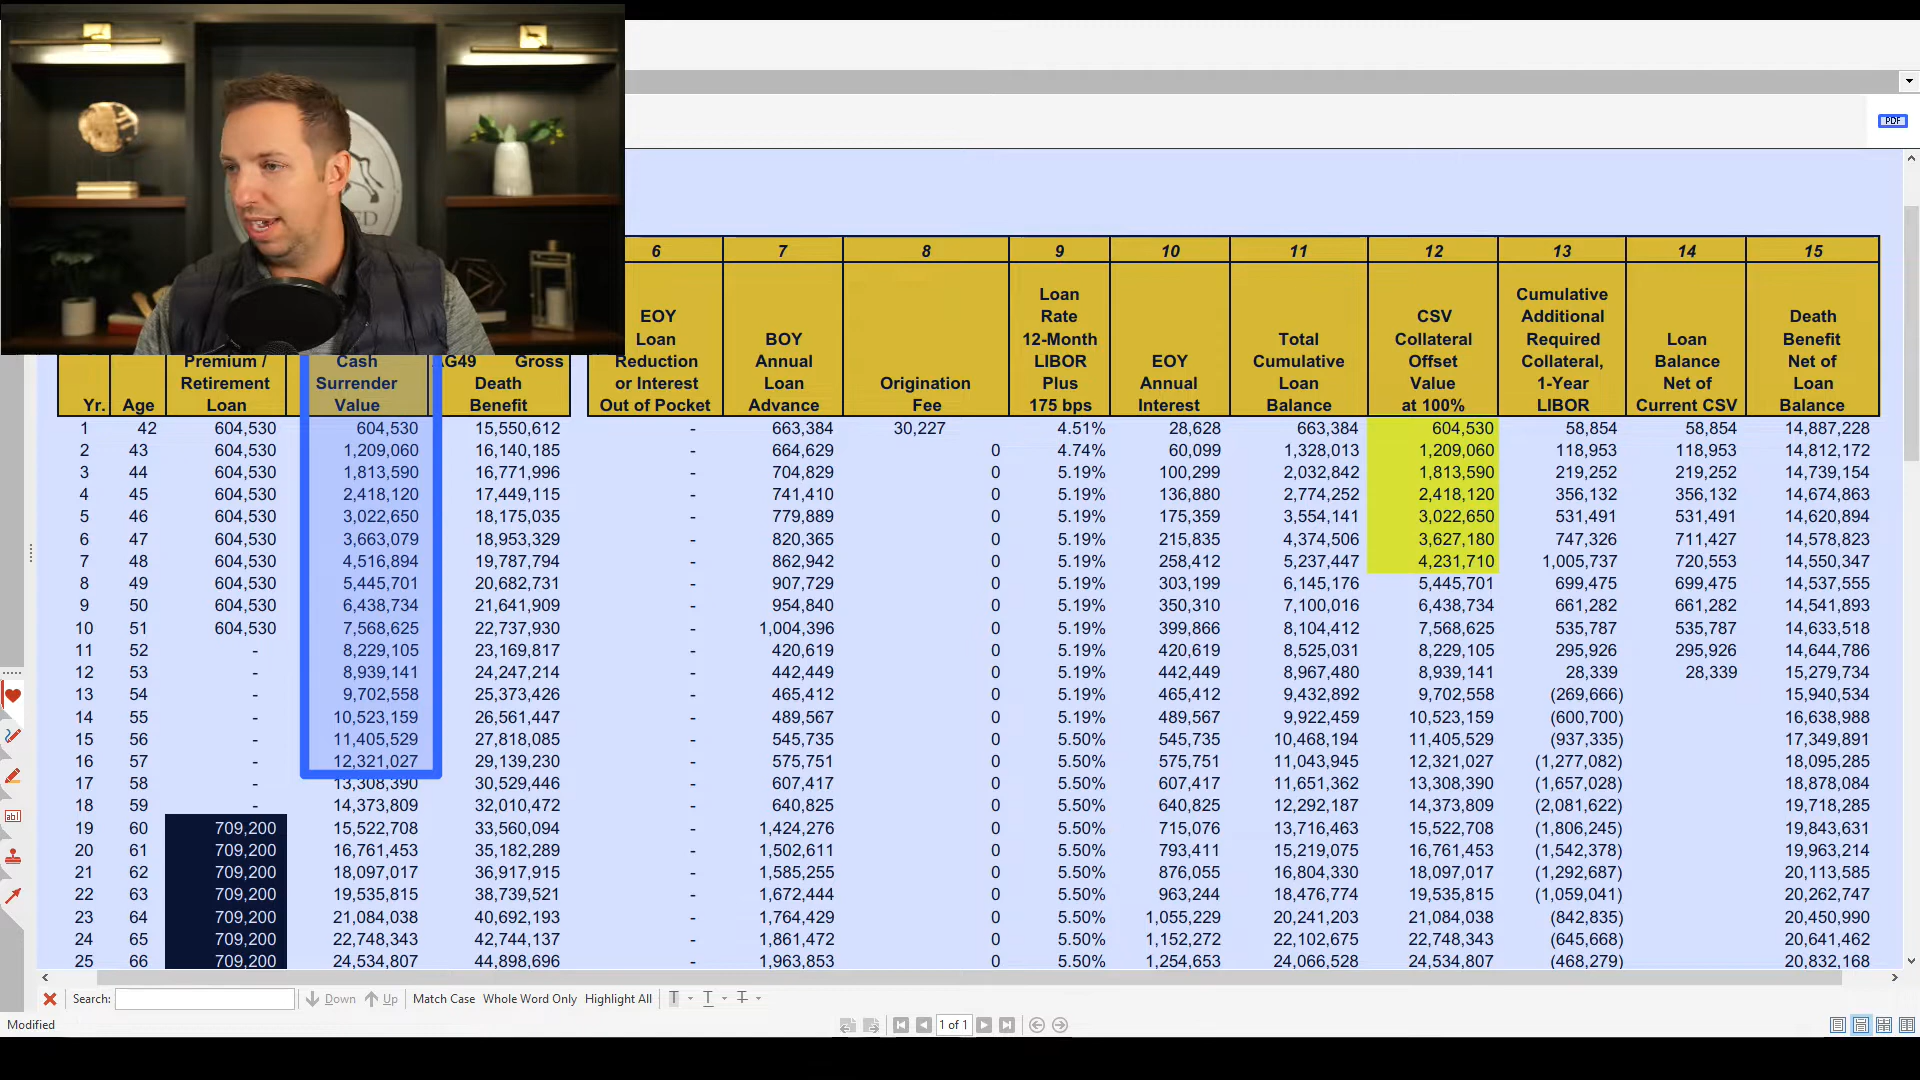 ED
PDF
6 7 8 9 10 11 12 13 14 15
Premium / Retirement Loan
Cash Surrender Value
AG49 Gross Death Benefit
EOY Loan Reduction or Interest Out of Pocket
BOY Annual Loan Advance
Origination Fee
Loan Rate 12-Month LIBOR Plus 175 bps
EOY Annual Interest
Total Cumulative Loan Balance
CSV Collateral Offset Value at 100%
Cumulative Additional Required Collateral, 1-Year LIBOR
Loan Balance Net of Current CSV
Death Benefit Net of Loan Balance
Yr. Age
1 42 604,530 604,530 15,550,612 - 663,384 30,227 4.51% 28,628 663,384 604,530 58,854 58,854 14,887,228
2 43 604,530 1,209,060 16,140,185 - 664,629 0 4.74% 60,099 1,328,013 1,209,060 118,953 118,953 14,812,172
3 44 604,530 1,813,590 16,771,996 - 704,829 0 5.19% 100,299 2,032,842 1,813,590 219,252 219,252 14,739,154
4 45 604,530 2,418,120 17,449,115 - 741,410 0 5.19% 136,880 2,774,252 2,418,120 356,132 356,132 14,674,863
5 46 604,530 3,022,650 18,175,035 - 779,889 0 5.19% 175,359 3,554,141 3,022,650 531,491 531,491 14,620,894
6 47 604,530 3,663,079 18,953,329 - 820,365 0 5.19% 215,835 4,374,506 3,627,180 747,326 711,427 14,578,823
7 48 604,530 4,516,894 19,787,794 - 862,942 0 5.19% 258,412 5,237,447 4,231,710 1,005,737 720,553 14,550,347
8 49 604,530 5,445,701 20,682,731 - 907,729 0 5.19% 303,199 6,145,176 5,445,701 699,475 699,475 14,537,555
9 50 604,530 6,438,734 21,641,909 - 954,840 0 5.19% 350,310 7,100,016 6,438,734 661,282 661,282 14,541,893
10 51 604,530 7,568,625 22,737,930 - 1,004,396 0 5.19% 399,866 8,104,412 7,568,625 535,787 535,787 14,633,518
11 52 - 8,229,105 23,169,817 - 420,619 0 5.19% 420,619 8,525,031 8,229,105 295,926 295,926 14,644,786
12 53 - 8,939,141 24,247,214 - 442,449 0 5.19% 442,449 8,967,480 8,939,141 28,339 28,339 15,279,734
13 54 - 9,702,558 25,373,426 - 465,412 0 5.19% 465,412 9,432,892 9,702,558 (269,666) 15,940,534
14 55 - 10,523,159 26,561,447 - 489,567 0 5.19% 489,567 9,922,459 10,523,159 (600,700) 16,638,988
15 56 - 11,405,529 27,818,085 - 545,735 0 5.50% 545,735 10,468,194 11,405,529 (937,335) 17,349,891
16 57 - 12,321,027 29,139,230 - 575,751 0 5.50% 575,751 11,043,945 12,321,027 (1,277,082) 18,095,285
17 58 - 13,308,390 30,529,446 - 607,417 0 5.50% 607,417 11,651,362 13,308,390 (1,657,028) 18,878,084
18 59 - 14,373,809 32,010,472 - 640,825 0 5.50% 640,825 12,292,187 14,373,809 (2,081,622) 19,718,285
19 60 709,200 15,522,708 33,560,094 - 1,424,276 0 5.50% 715,076 13,716,463 15,522,708 (1,806,245) 19,843,631
20 61 709,200 16,761,453 35,182,289 - 1,502,611 0 5.50% 793,411 15,219,075 16,761,453 (1,542,378) 19,963,214
21 62 709,200 18,097,017 36,917,915 - 1,585,255 0 5.50% 876,055 16,804,330 18,097,017 (1,292,687) 20,113,585
22 63 709,200 19,535,815 38,739,521 - 1,672,444 0 5.50% 963,244 18,476,774 19,535,815 (1,059,041) 20,262,747
23 64 709,200 21,084,038 40,692,193 - 1,764,429 0 5.50% 1,055,229 20,241,203 21,084,038 (842,835) 20,450,990
24 65 709,200 22,748,343 42,744,137 - 1,861,472 0 5.50% 1,152,272 22,102,675 22,748,343 (645,668) 20,641,462
25 66 709,200 24,534,807 44,898,696 - 1,963,853 0 5.50% 1,254,653 24,066,528 24,534,807 (468,279) 20,832,168
Search: Down Up Match Case Whole Word Only Highlight All T T T
Modified
1 of 1